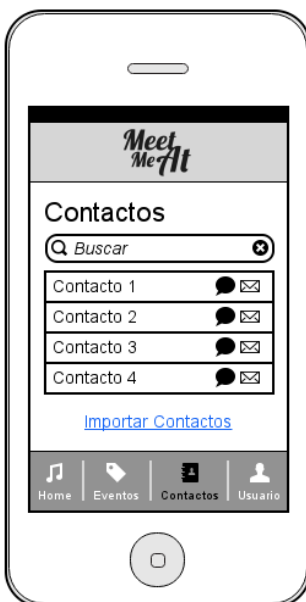 Meet
Me At
Contactos
Buscar
Contacto 1
Contacto 2
Contacto 3
Contacto 4
Importar Contactos
Home Eventos Contactos Usuario